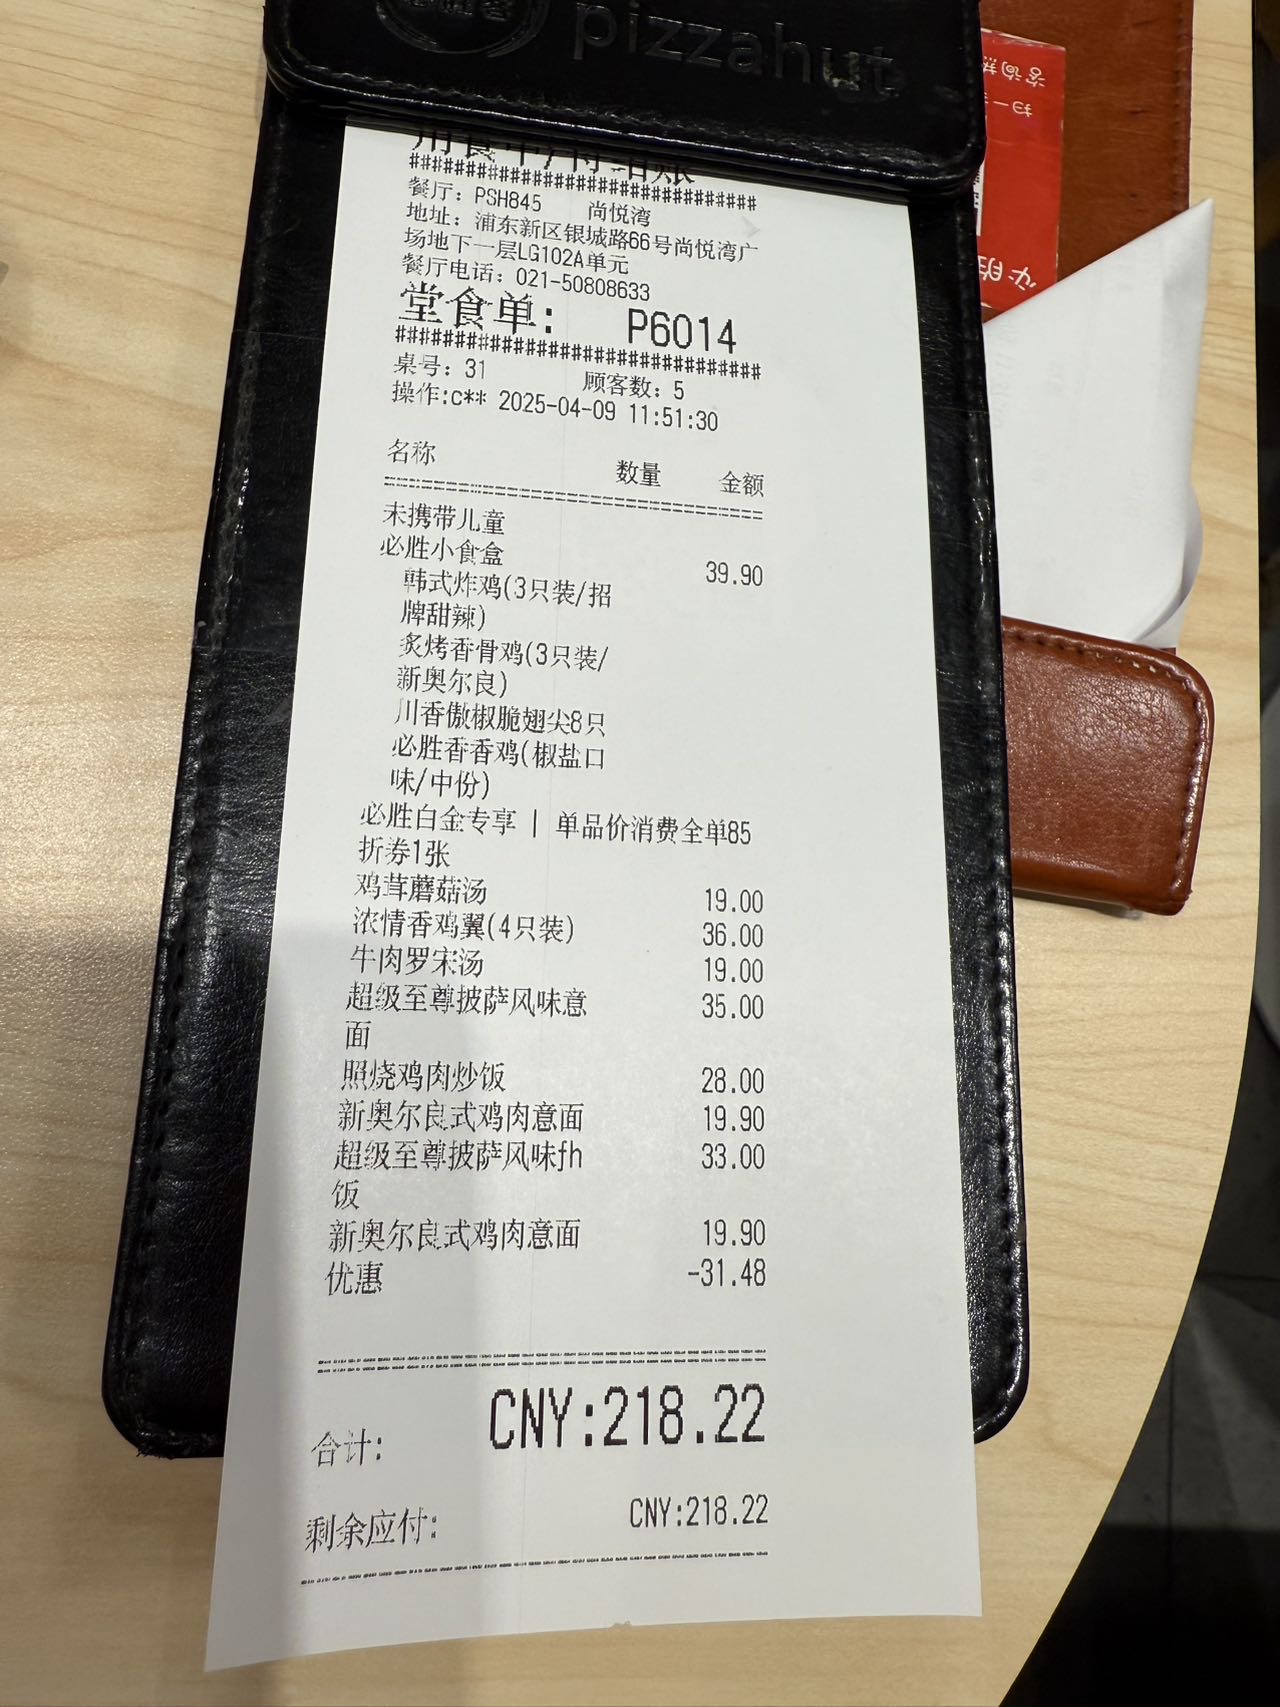 pizzahut
##############################
餐厅：PSH845 尚悦湾
地址：浦东新区银城路66号尚悦湾广
场地下一层LG102A单元
餐厅电话：021-50808633
堂食单： P6014
##############################
桌号：31 顾客数：5
操作:c** 2025-04-09 11:51:30
名称 数量 金额
未携带儿童
必胜小食盒 39.90
韩式炸鸡(3只装/招
牌甜辣)
炙烤香骨鸡(3只装/
新奥尔良)
川香傲椒脆翅尖8只
必胜香香鸡(椒盐口
味/中份)
必胜白金专享 | 单品价消费全单85
折券1张
鸡茸蘑菇汤 19.00
浓情香鸡翼(4只装) 36.00
牛肉罗宋汤 19.00
超级至尊披萨风味意 35.00
面
照烧鸡肉炒饭 28.00
新奥尔良式鸡肉意面 19.90
超级至尊披萨风味fh 33.00
饭
新奥尔良式鸡肉意面 19.90
优惠 -31.48
合计: CNY:218.22
剩余应付: CNY:218.22
咨询
扫一
必胜